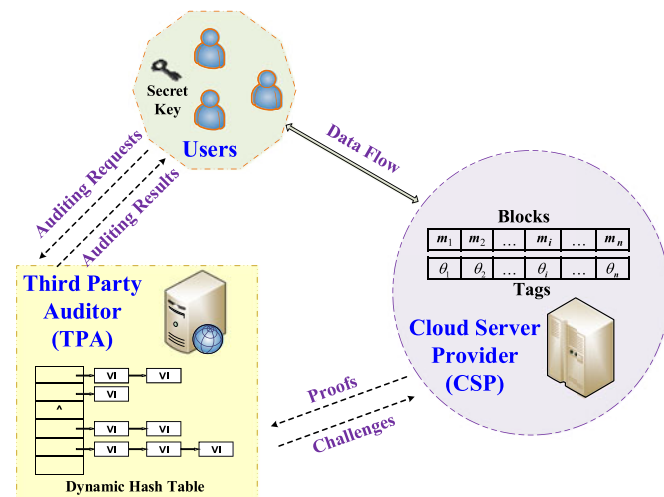 Secret
Key
Users
Auditing Requests
Auditing Results
Data Flow
Blocks
m₁ m₂ … mᵢ … mₙ
θ₁ θ₂ … θᵢ … θₙ
Tags
Cloud Server
Provider
(CSP)
Third Party
Auditor
(TPA)
VI VI
VI
^
VI VI
VI VI VI
Dynamic Hash Table
Proofs
Challenges